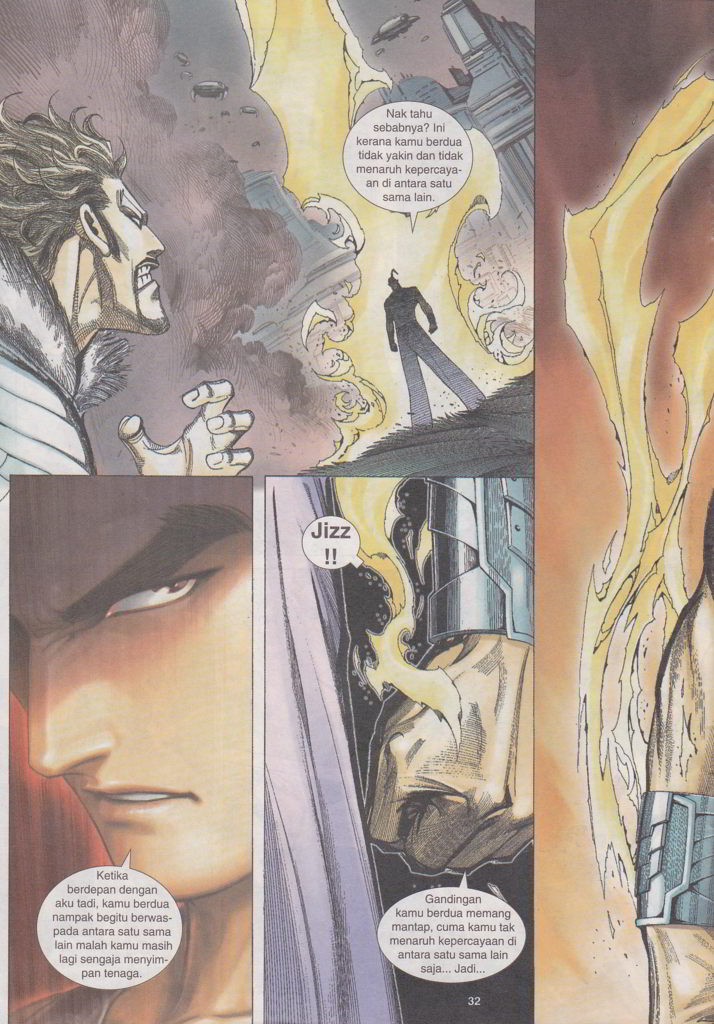 Nak tahu
sebabnya? Ini
kerana kamu berdua
tidak yakin dan tidak
menaruh kepercaya-
an di antara satu
sama lain.
Jizz
!!
Ketika
berdepan dengan
aku tadi, kamu berdua
nampak begitu berwas-
pada antara satu sama
lain malah kamu masih
lagi sengaja menyim-
pan tenaga.
Gandingan
kamu berdua memang
mantap, cuma kamu tak
menaruh kepercayaan di
antara satu sama lain
saja... Jadi...
32